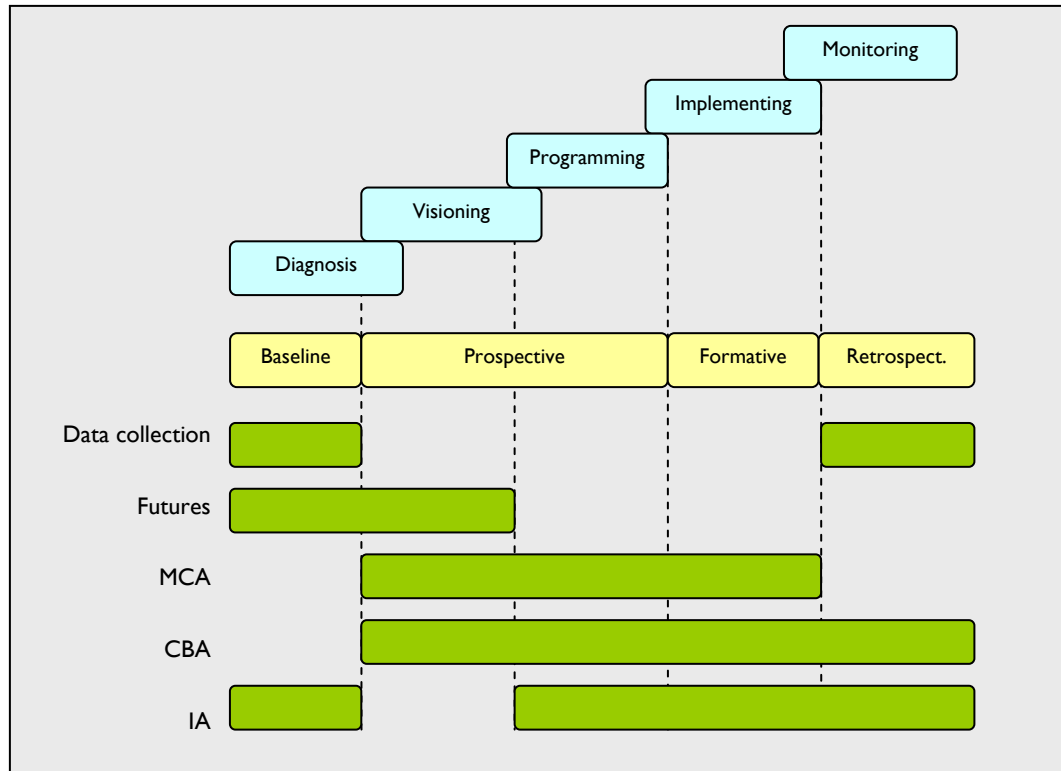 Monitoring
Implementing
Programming
Visioning
Diagnosis
Baseline Prospective Formative Retrospect.
Data collection
Futures
MCA
CBA
IA